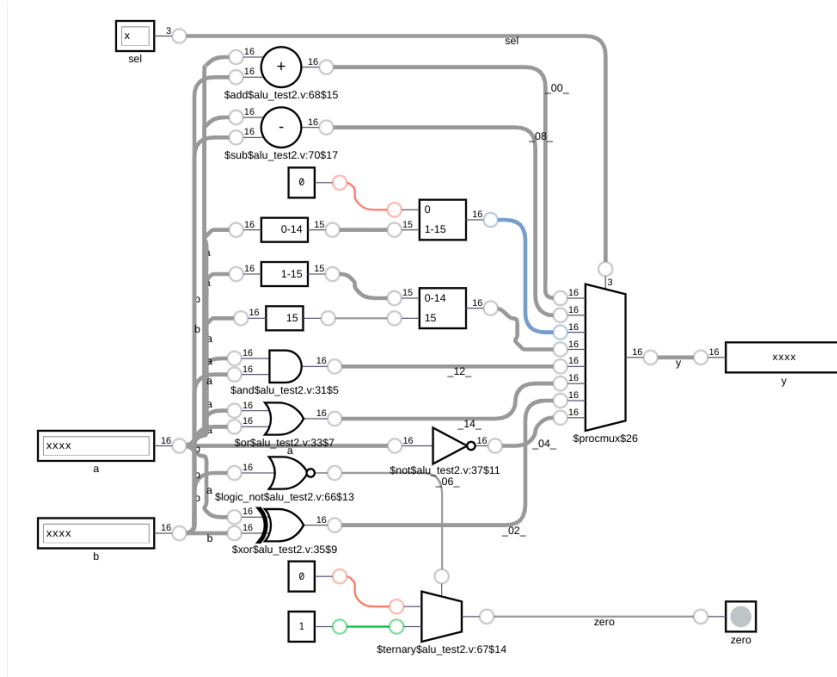 x
3
sel
sel
16
16
+
16
$add$alu_test2.v:68$15
_00_
16
16
-
16
$sub$alu_test2.v:70$17
_08_
0
0
1-15
16
16
0-14
15
15
a
16
1-15
15
a
15
0-14
15
16
b
16
15
b
a
3
16
16
16
16
16
16
16
16
16
16
y
xxxx
y
$procmux$26
a
16
16
a
16
$and$alu_test2.v:31$5
_12_
a
16
16
a
16
$or$alu_test2.v:33$7
_14_
xxxx
16
a
a
b
16
16
$not$alu_test2.v:37$11
_04_
b
16
$logic_not$alu_test2.v:66$13
_06_
a
b
xxxx
16
b
b
16
16
16
$xor$alu_test2.v:35$9
_02_
0
1
$ternary$alu_test2.v:67$14
zero
zero